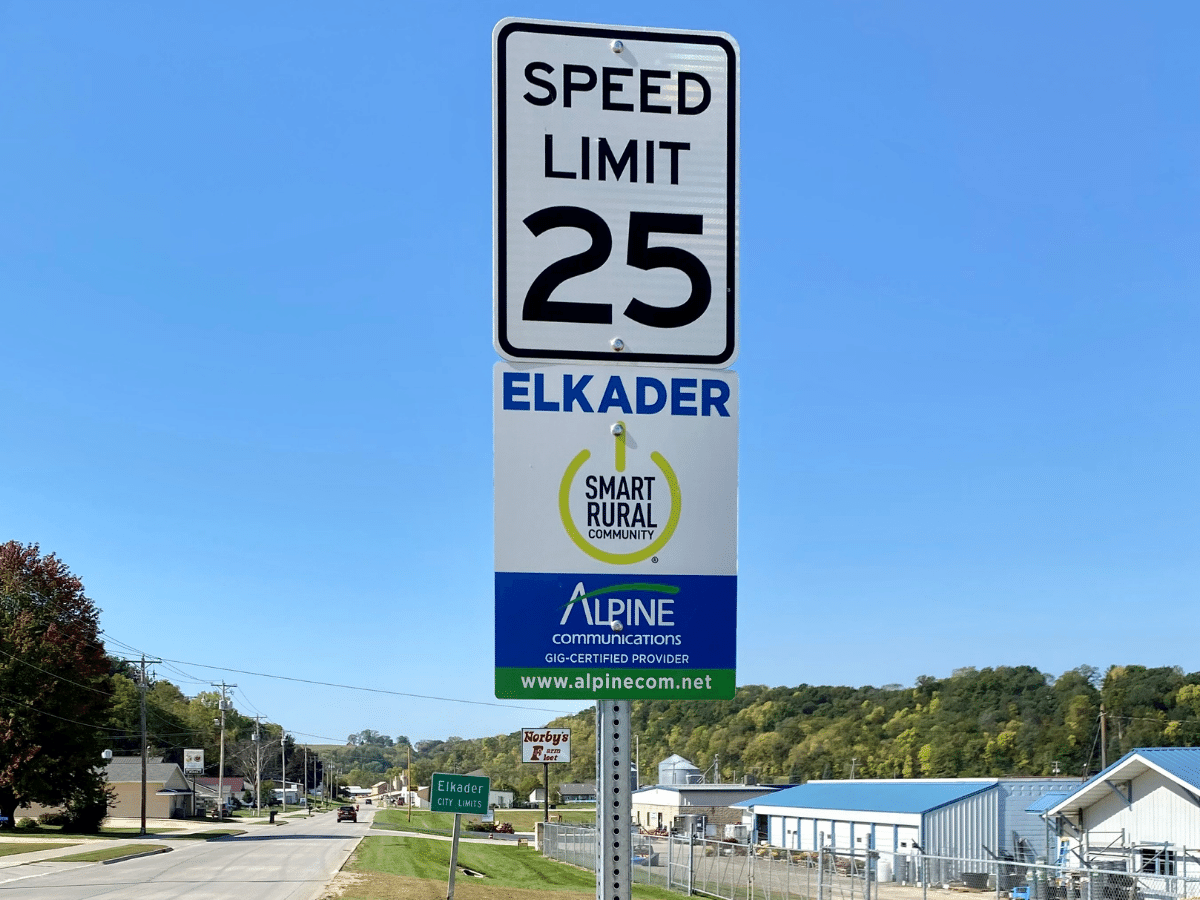 SPEED
LIMIT
25
ELKADER
SMART
RURAL
COMMUNITY
®
ALPINE
COMMUNICATIONS
GIG-CERTIFIED PROVIDER
www.alpinecom.net
Norby's
Farm
Fleet
Elkader
CITY LIMITS